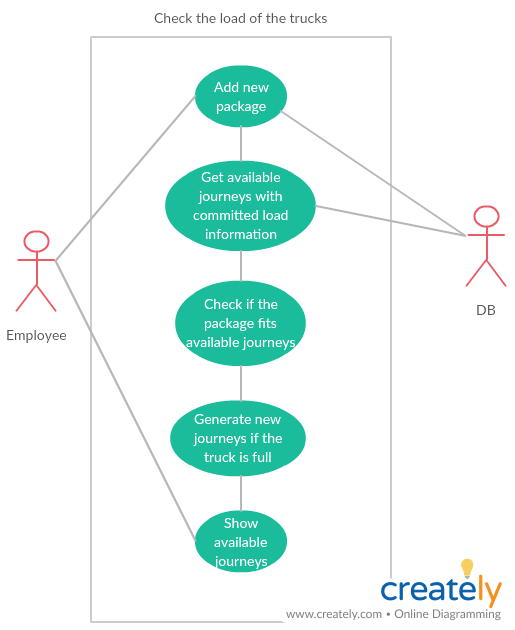 Check the load of the trucks
Add new
package
Get available
journeys with
committed load
information
Check if the
package fits
available journeys
Generate new
journeys if the
truck is full
Show
available
journeys
Employee
DB
creately
www.creately.com • Online Diagramming